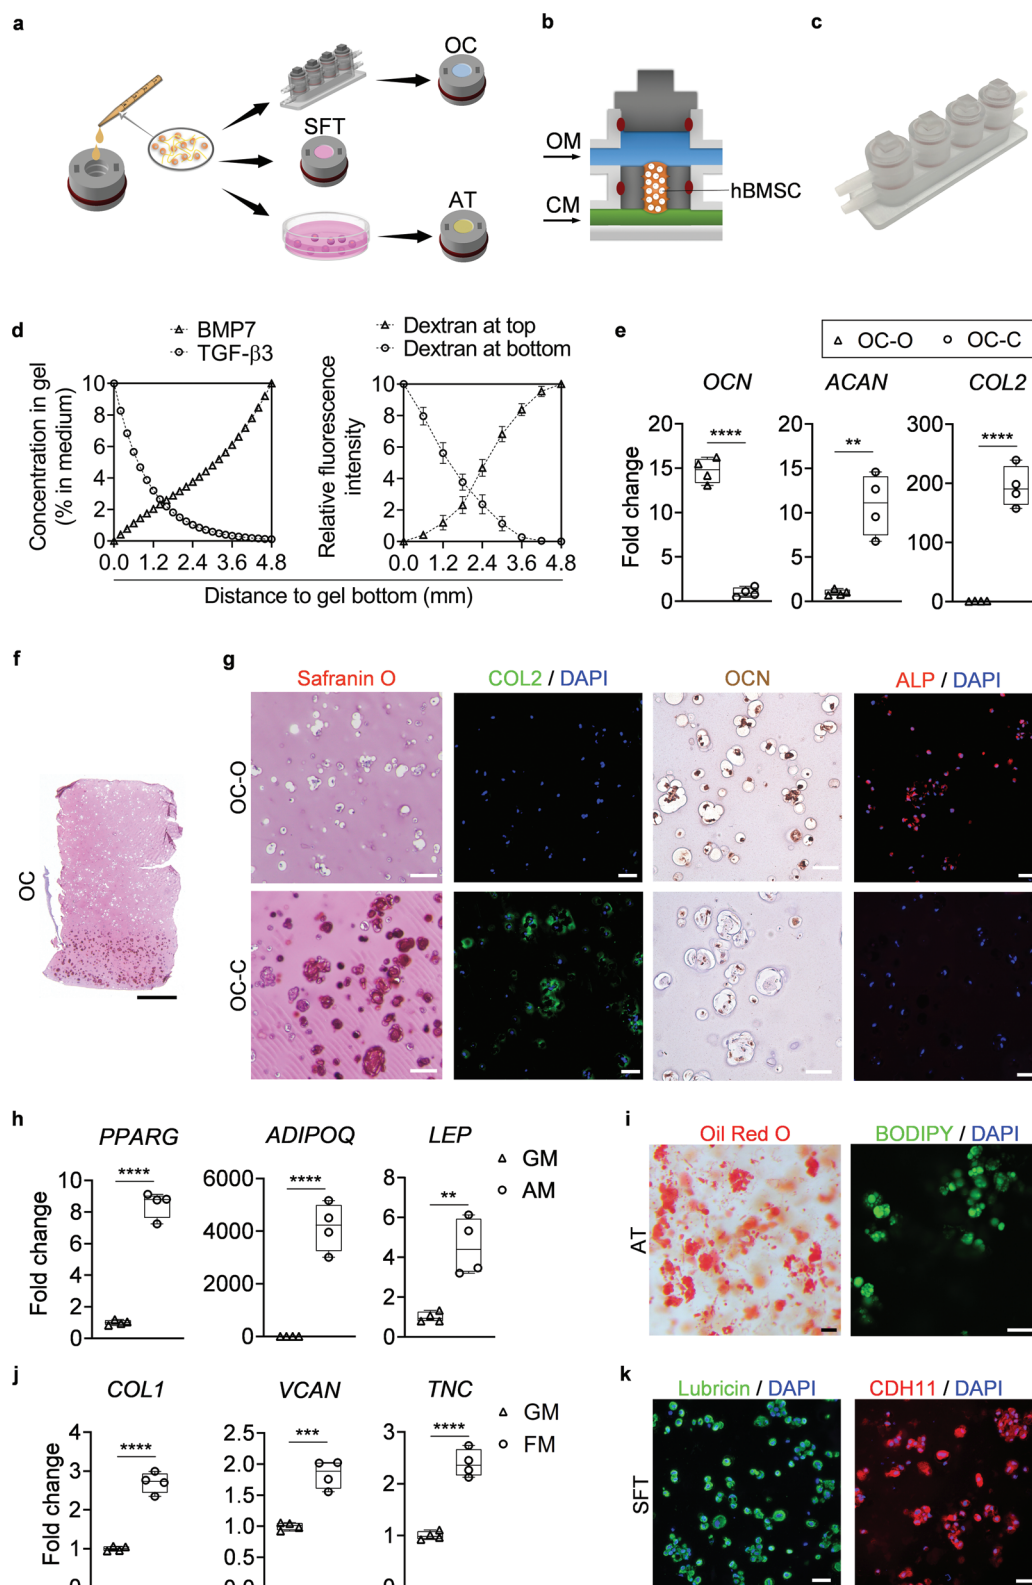 a
OC
SFT
AT
b
OM
CM
hBMSC
c
d
BMP7
TGF-β3
Concentration in gel
(% in medium)
10
8
6
4
2
0
0.0 1.2 2.4 3.6 4.8
Dextran at top
Dextran at bottom
Relative fluorescence
intensity
10
8
6
4
2
0
0.0 1.2 2.4 3.6 4.8
Distance to gel bottom (mm)
e
OC-O OC-C
OCN ACAN COL2
Fold change
20
15
10
5
0
****
20
15
10
5
0
**
300
200
100
0
****
f
OC
g
Safranin O COL2 / DAPI OCN ALP / DAPI
OC-O
OC-C
h
PPARG ADIPOQ LEP
GM
AM
Fold change
10
8
6
4
2
0
****
6000
4000
2000
0
****
8
6
4
2
0
**
i
Oil Red O BODIPY / DAPI
AT
j
COL1 VCAN TNC
GM
FM
Fold change
4
3
2
1
0
****
2.5
2.0
1.5
1.0
0.5
0.0
***
3
2
1
0
****
k
Lubricin / DAPI CDH11 / DAPI
SFT